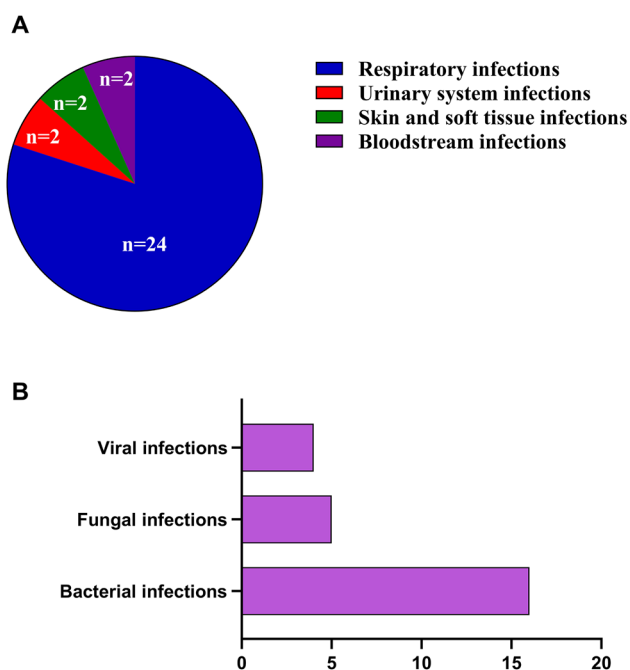 A
n=2
n=2
n=2
n=24
Respiratory infections
Urinary system infections
Skin and soft tissue infections
Bloodstream infections
B
Viral infections
Fungal infections
Bacterial infections
0 5 10 15 20